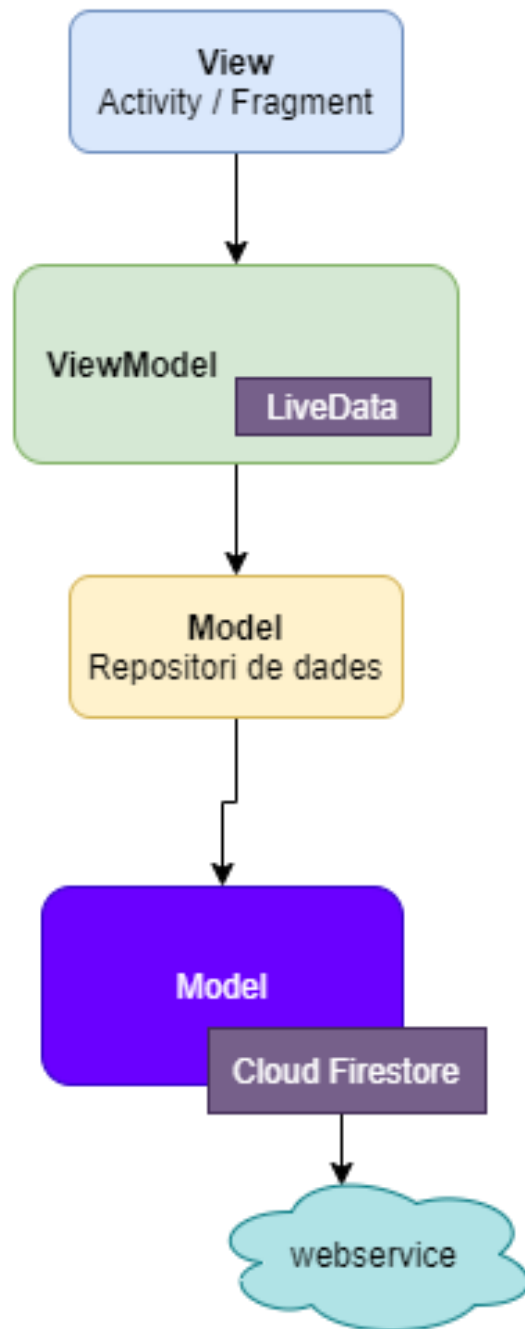 View
Activity / Fragment
ViewModel
LiveData
Model
Repositori de dades
Model
Cloud Firestore
webservice